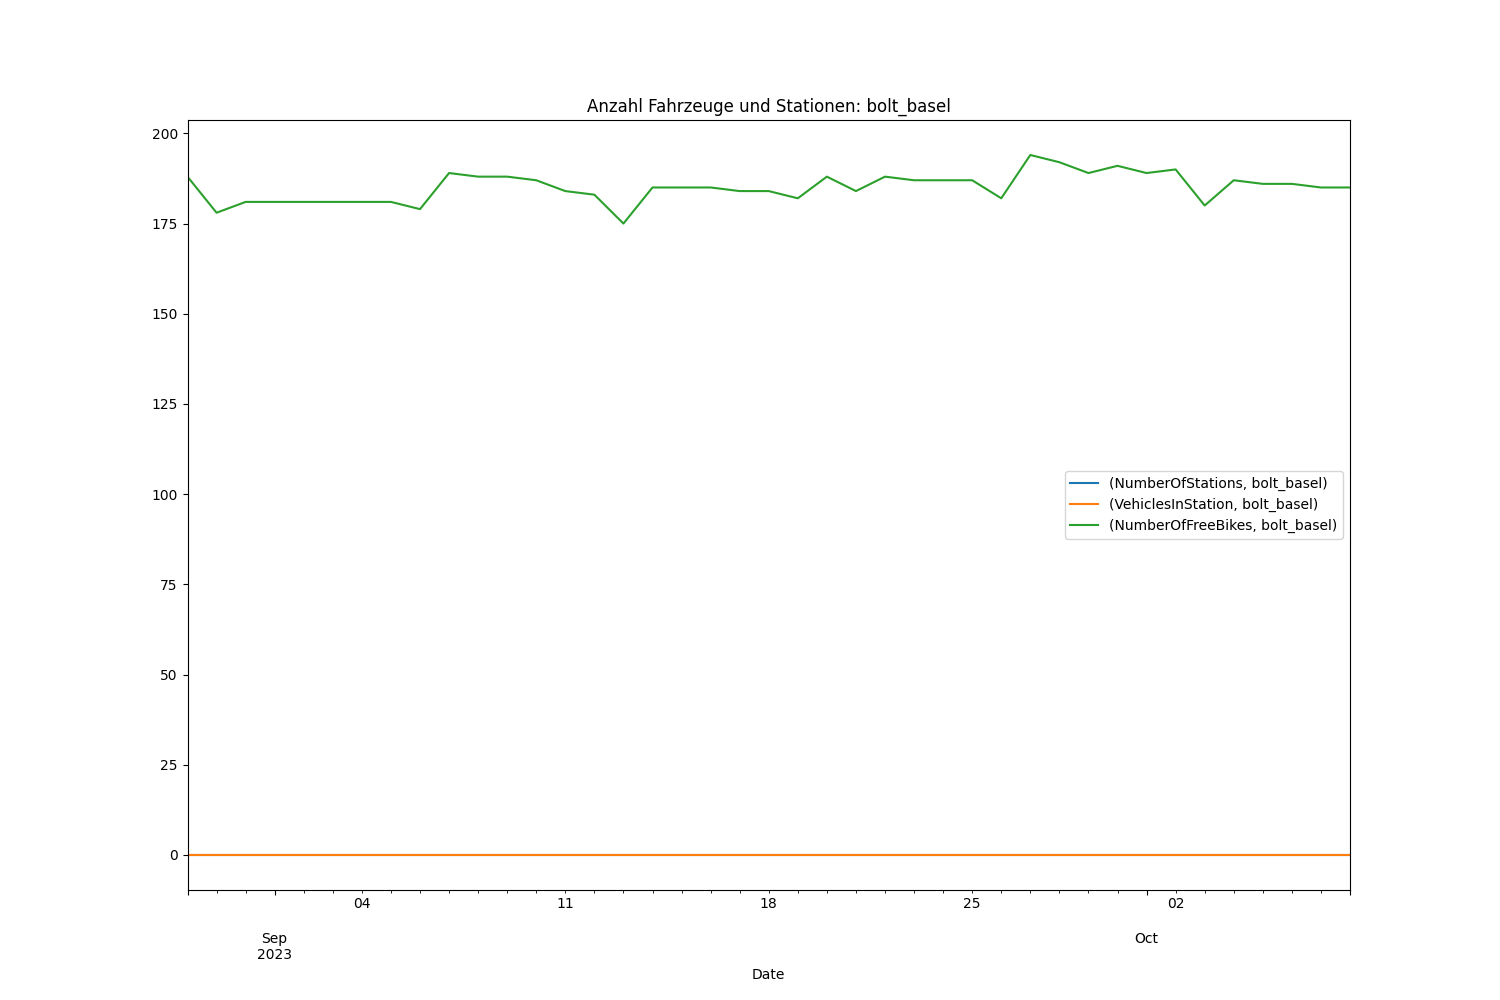 Anzahl Fahrzeuge und Stationen: bolt_basel
200
175
150
125
100
75
50
25
0
(NumberOfStations, bolt_basel)
(VehiclesInStation, bolt_basel)
(NumberOfFreeBikes, bolt_basel)
04 11 18 25 02
Sep Oct
2023
Date